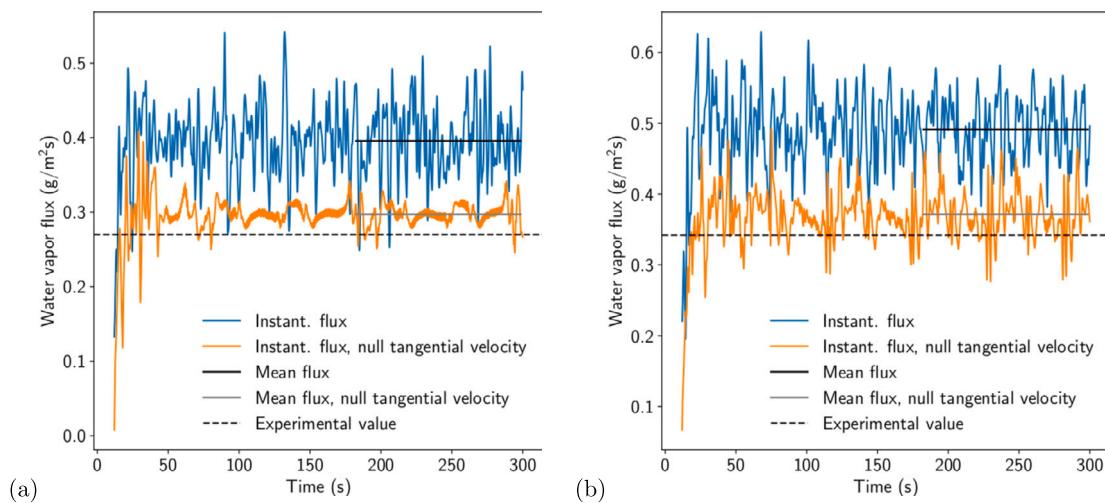 0.5
0.4
0.3
0.2
0.1
0.0
Water vapor flux (g/m²s)
Instant. flux
Instant. flux, null tangential velocity
Mean flux
Mean flux, null tangential velocity
Experimental value
0 50 100 150 200 250 300
Time (s)
(a)
0.6
0.5
0.4
0.3
0.2
0.1
Water vapor flux (g/m²s)
Instant. flux
Instant. flux, null tangential velocity
Mean flux
Mean flux, null tangential velocity
Experimental value
0 50 100 150 200 250 300
Time (s)
(b)